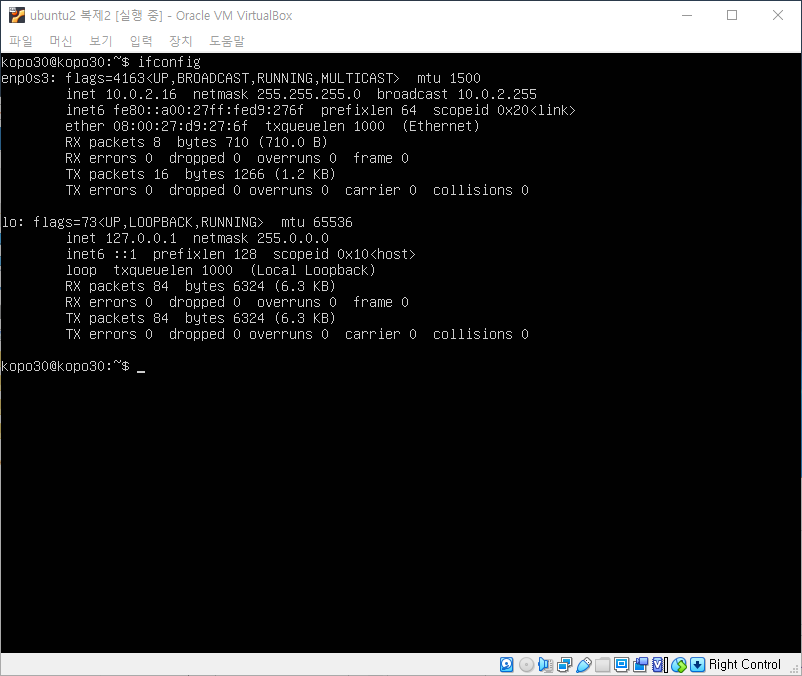 ubuntu2 복제2 [실행 중] - Oracle VM VirtualBox
파일 머신 보기 입력 장치 도움말
kopo30@kopo30:~$ ifconfig
enp0s3: flags=4163<UP,BROADCAST,RUNNING,MULTICAST>  mtu 1500
        inet 10.0.2.16  netmask 255.255.255.0  broadcast 10.0.2.255
        inet6 fe80::a00:27ff:fed9:276f  prefixlen 64  scopeid 0x20<link>
        ether 08:00:27:d9:27:6f  txqueuelen 1000  (Ethernet)
        RX packets 8  bytes 710 (710.0 B)
        RX errors 0  dropped 0  overruns 0  frame 0
        TX packets 16  bytes 1266 (1.2 KB)
        TX errors 0  dropped 0 overruns 0  carrier 0  collisions 0
lo: flags=73<UP,LOOPBACK,RUNNING>  mtu 65536
        inet 127.0.0.1  netmask 255.0.0.0
        inet6 ::1  prefixlen 128  scopeid 0x10<host>
        loop  txqueuelen 1000  (Local Loopback)
        RX packets 84  bytes 6324 (6.3 KB)
        RX errors 0  dropped 0  overruns 0  frame 0
        TX packets 84  bytes 6324 (6.3 KB)
        TX errors 0  dropped 0 overruns 0  carrier 0  collisions 0
kopo30@kopo30:~$ _
Right Control